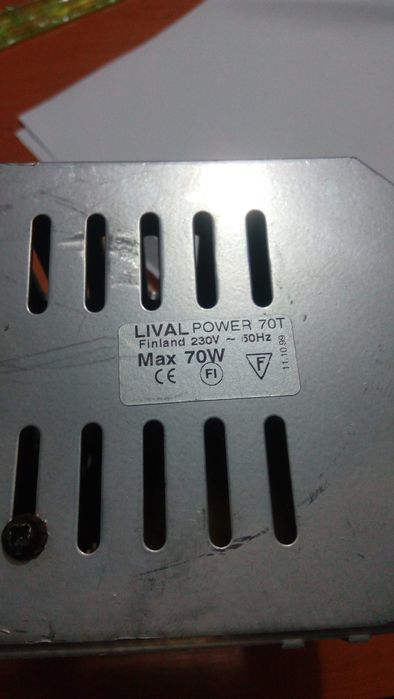 LIVAL POWER 70T
Finland 230V ~ 50Hz
Max 70W
CE FI F
11.10.99